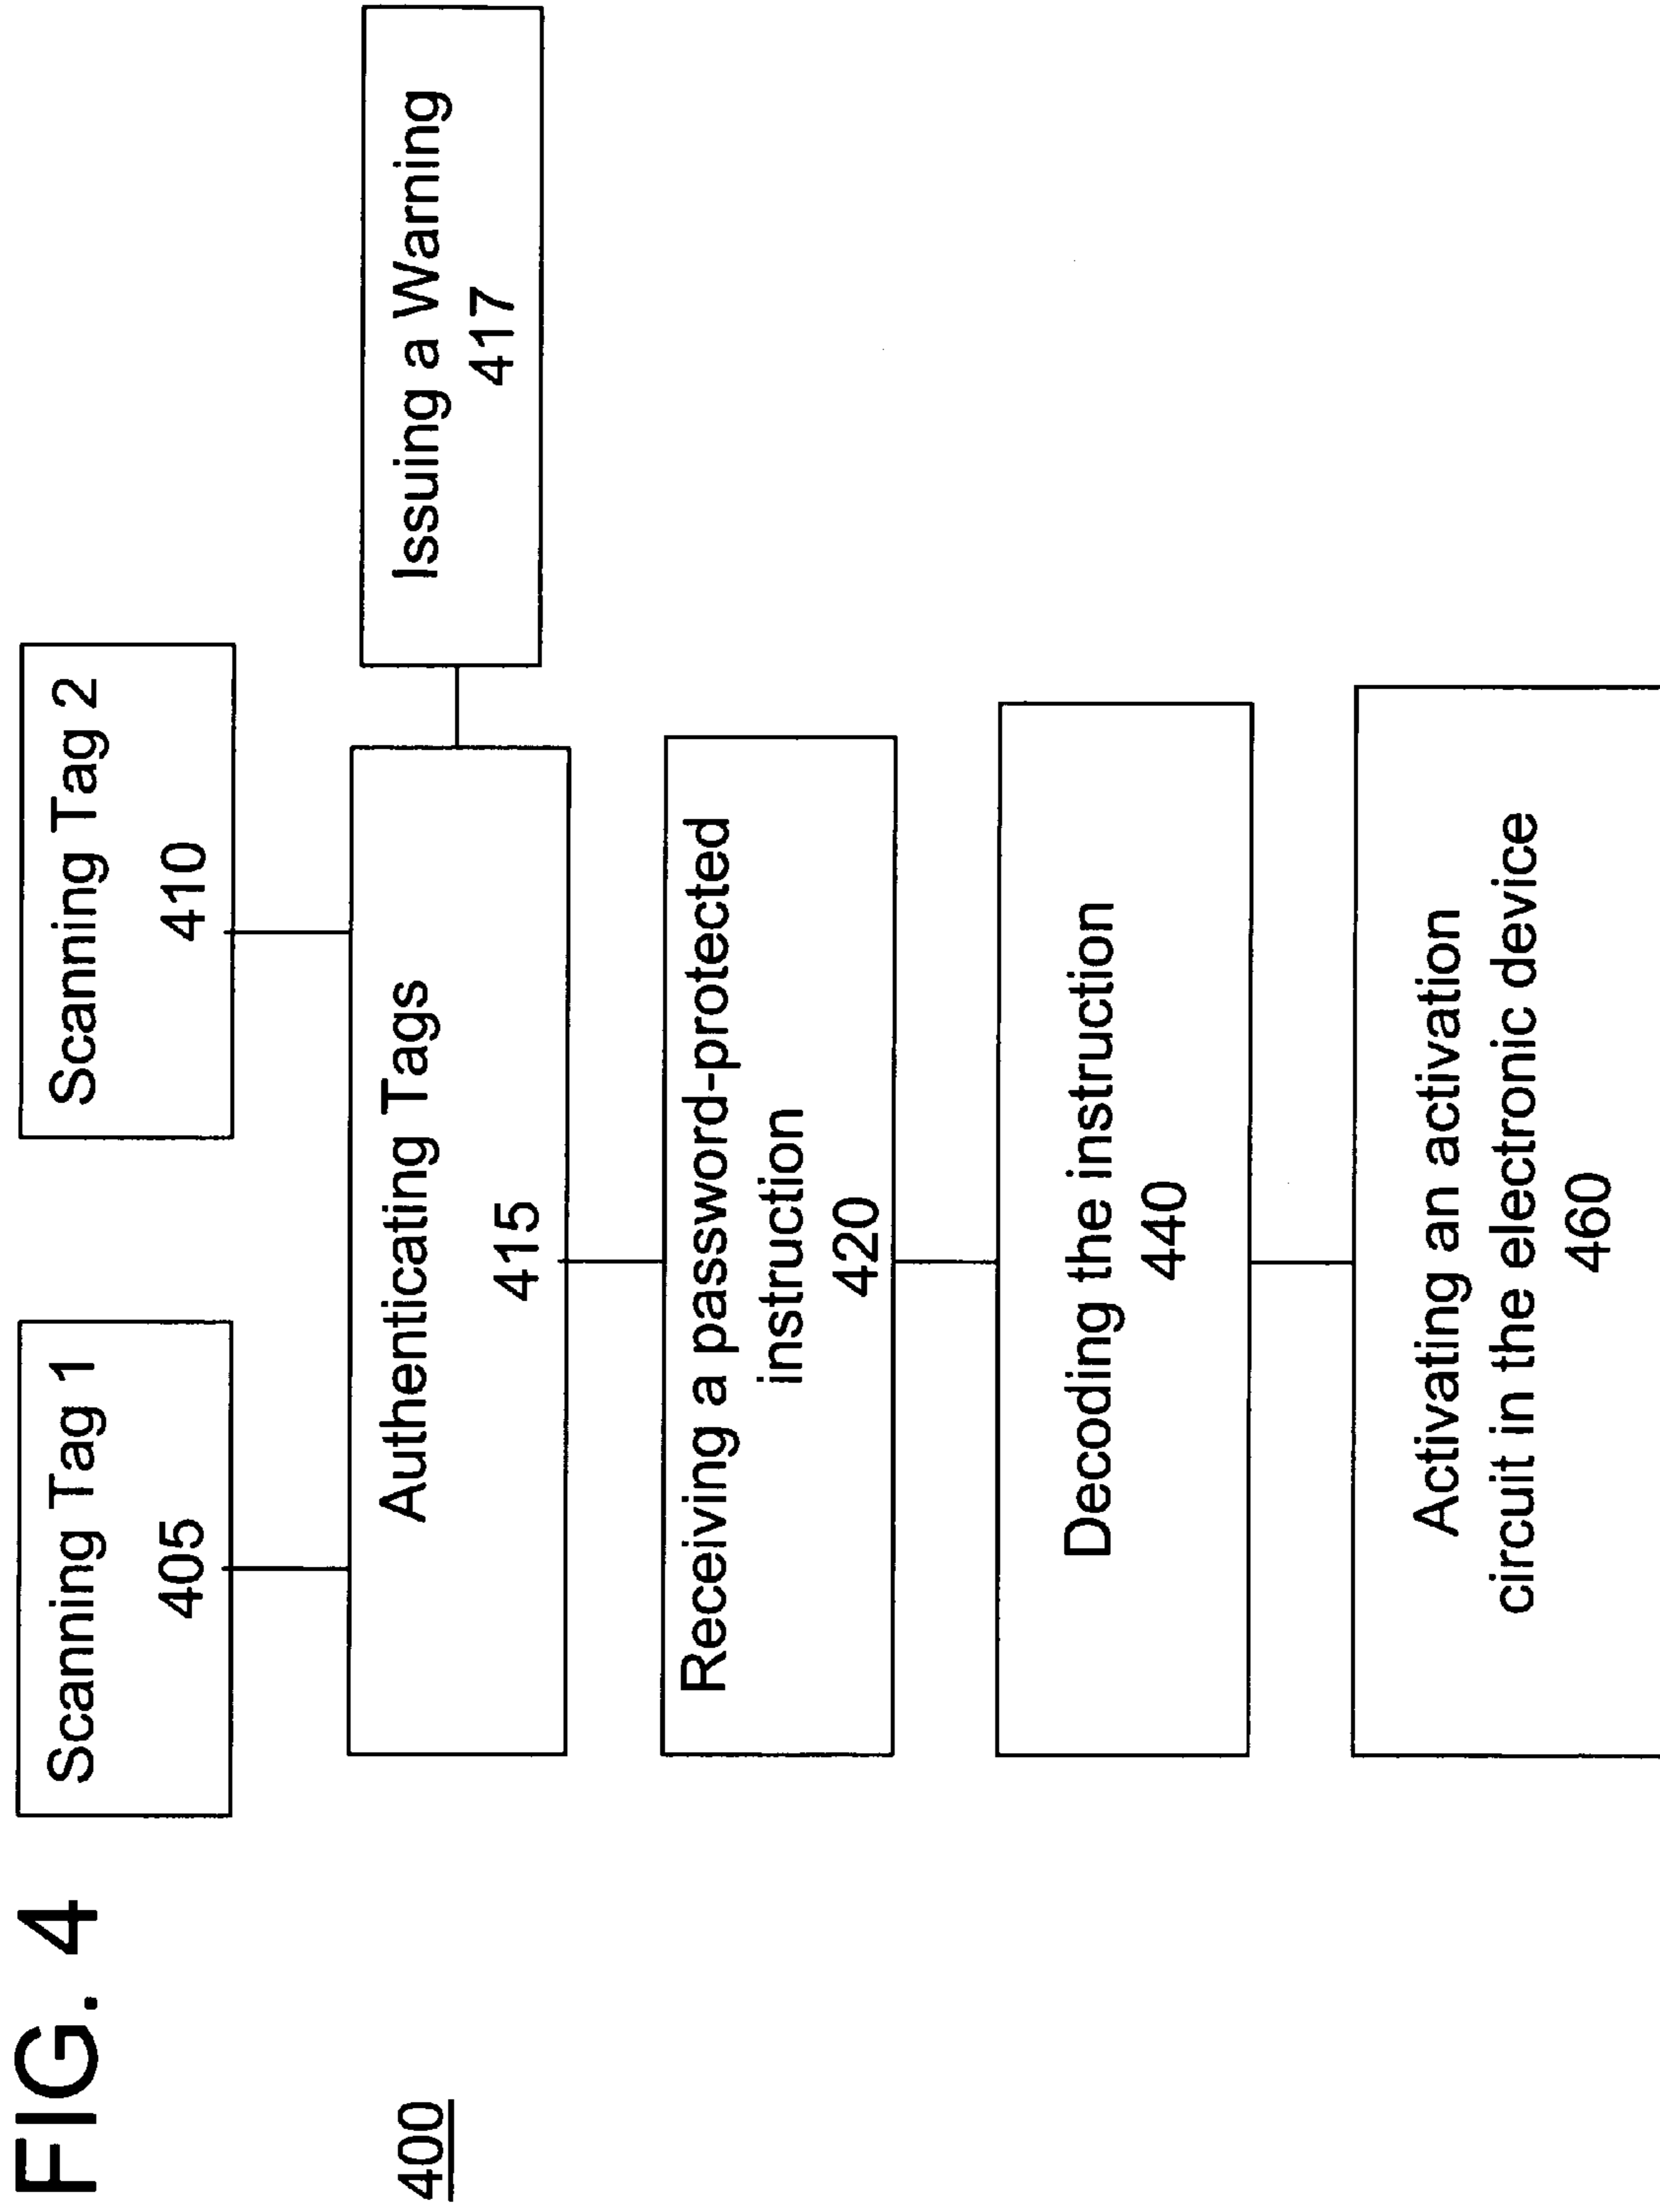 FIG. 4
400
Scanning Tag 1
405
Scanning Tag 2
410
Authenticating Tags
415
Issuing a Warning
417
Receiving a password-protected
instruction
420
Decoding the instruction
440
Activating an activation
circuit in the electronic device
460